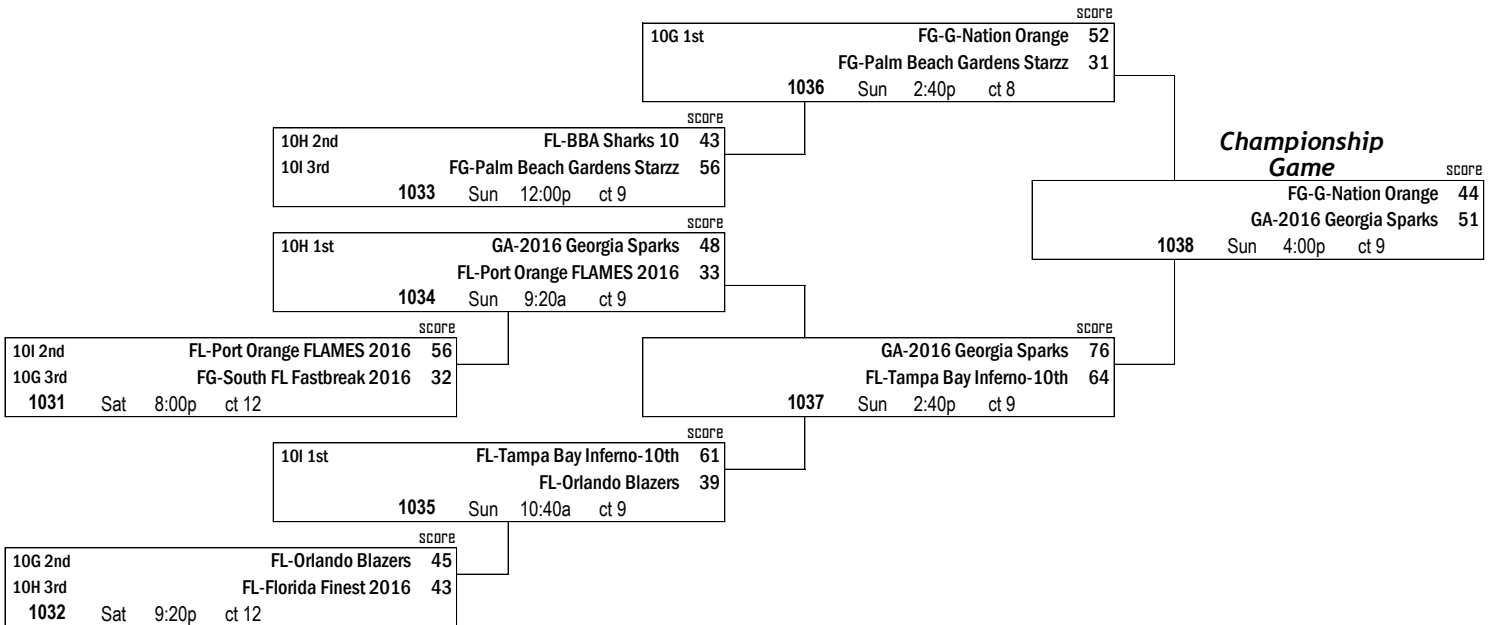 score
10G 1st FG-G-Nation Orange 52
FG-Palm Beach Gardens Starzz 31
1036 Sun 2:40p ct 8
score
10H 2nd FL-BBA Sharks 10 43
10I 3rd FG-Palm Beach Gardens Starzz 56
1033 Sun 12:00p ct 9
Championship
Game
score
FG-G-Nation Orange 44
GA-2016 Georgia Sparks 51
1038 Sun 4:00p ct 9
score
10H 1st GA-2016 Georgia Sparks 48
FL-Port Orange FLAMES 2016 33
1034 Sun 9:20a ct 9
score
10I 2nd FL-Port Orange FLAMES 2016 56
10G 3rd FG-South FL Fastbreak 2016 32
1031 Sat 8:00p ct 12
score
GA-2016 Georgia Sparks 76
FL-Tampa Bay Inferno-10th 64
1037 Sun 2:40p ct 9
score
10I 1st FL-Tampa Bay Inferno-10th 61
FL-Orlando Blazers 39
1035 Sun 10:40a ct 9
score
10G 2nd FL-Orlando Blazers 45
10H 3rd FL-Florida Finest 2016 43
1032 Sat 9:20p ct 12